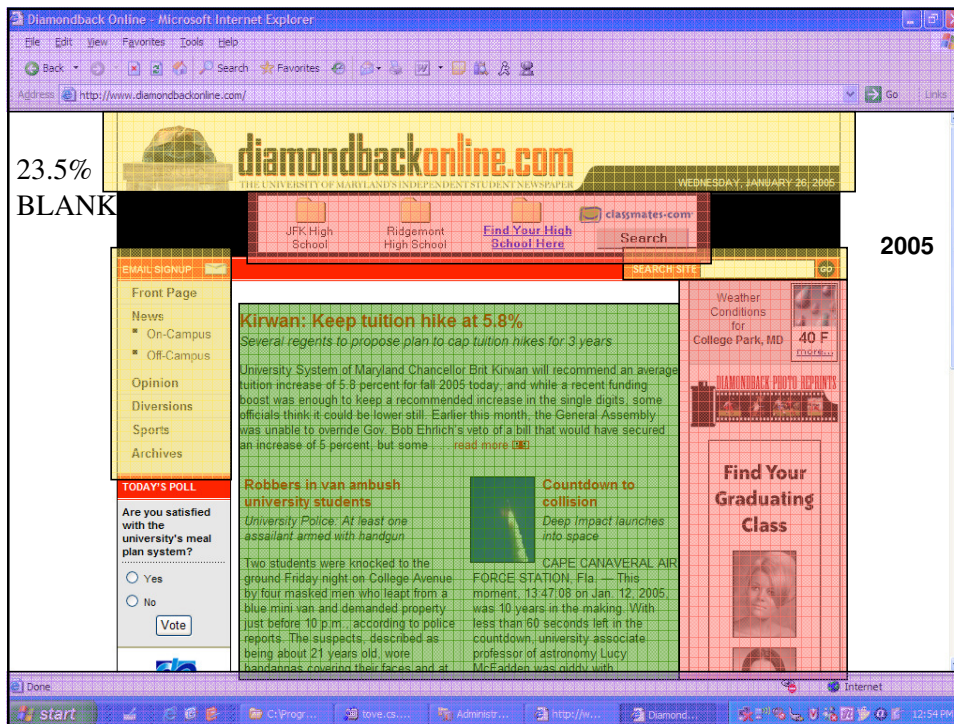 Diamondback Online - Microsoft Internet Explorer
File Edit View Favorites Tools Help
Back Search Favorites
Address http://www.diamondbackonline.com/ Go Links
23.5%
BLANK
diamondbackonline.com
THE UNIVERSITY OF MARYLAND'S INDEPENDENT STUDENT NEWSPAPER
WEDNESDAY, JANUARY 26, 2005
JFK High
School
Ridgemont
High School
Find Your High
School Here
classmates.com
Search
2005
EMAIL SIGNUP
SEARCH SITE GO
Front Page
News
On-Campus
Off-Campus
Opinion
Diversions
Sports
Archives
TODAY'S POLL
Are you satisfied
with the
university's meal
plan system?
Yes
No
Vote
Kirwan: Keep tuition hike at 5.8%
Several regents to propose plan to cap tuition hikes for 3 years
University System of Maryland Chancellor Brit Kirwan will recommend an average
tuition increase of 5.8 percent for fall 2005 today, and while a recent funding
boost was enough to keep a recommended increase in the single digits, some
officials think it could be lower still. Earlier this month, the General Assembly
was unable to override Gov. Bob Ehrlich's veto of a bill that would have secured
an increase of 5 percent, but some . . . read more
Robbers in van ambush
university students
University Police: At least one
assailant armed with handgun
Two students were knocked to the
ground Friday night on College Avenue
by four masked men who leapt from a
blue mini van and demanded property
just before 10 p.m., according to police
reports. The suspects, described as
being about 21 years old, wore
bandannas covering their faces and at
Countdown to
collision
Deep Impact launches
into space
CAPE CANAVERAL AIR
FORCE STATION, Fla. — This
moment, 13:47:08 on Jan. 12, 2005,
was 10 years in the making. With
less than 60 seconds left in the
countdown, university associate
professor of astronomy Lucy
McFadden was giddy with
Weather
Conditions
for
College Park, MD
40 F
more...
DIAMONDBACK PHOTO REPRINTS
Find Your
Graduating
Class
Done Internet
start C:\Progr... tove.cs.... Administr... http://w... Diamond... 12:54 PM